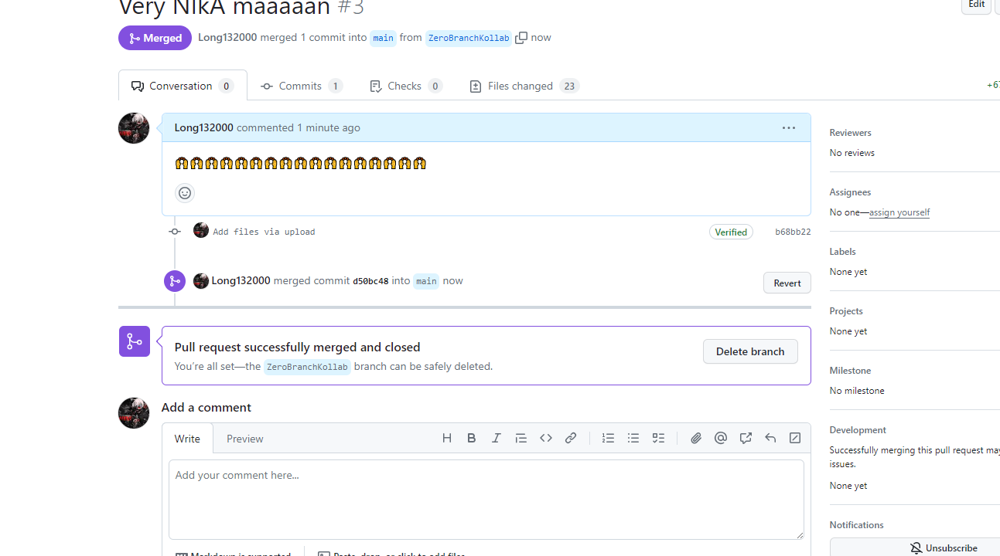 Very NIkA maaaaan #3
Edit
Merged Long132000 merged 1 commit into main from ZeroBranchKollab now
Conversation 0 Commits 1 Checks 0 Files changed 23
Long132000 commented 1 minute ago
Reviewers
No reviews
Assignees
No one—assign yourself
Add files via upload Verified b68bb22
Labels
None yet
Long132000 merged commit d50bc48 into main now Revert
Projects
None yet
Pull request successfully merged and closed
You're all set—the ZeroBranchKollab branch can be safely deleted.
Delete branch
Milestone
No milestone
Add a comment
Development
Successfully merging this pull request may
issues.
None yet
Write Preview
Add your comment here...
Notifications
Unsubscribe
Markdown is supported Paste, drop, or click to add files